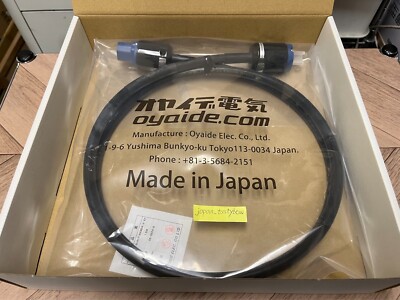 オヤイデ電気
oyaide.com
Manufacture : Oyaide Elec. Co., Ltd.
-9-6 Yushima Bunkyo-ku Tokyo113-0034 Japan.
Phone : +81-3-5684-2151
Made in Japan